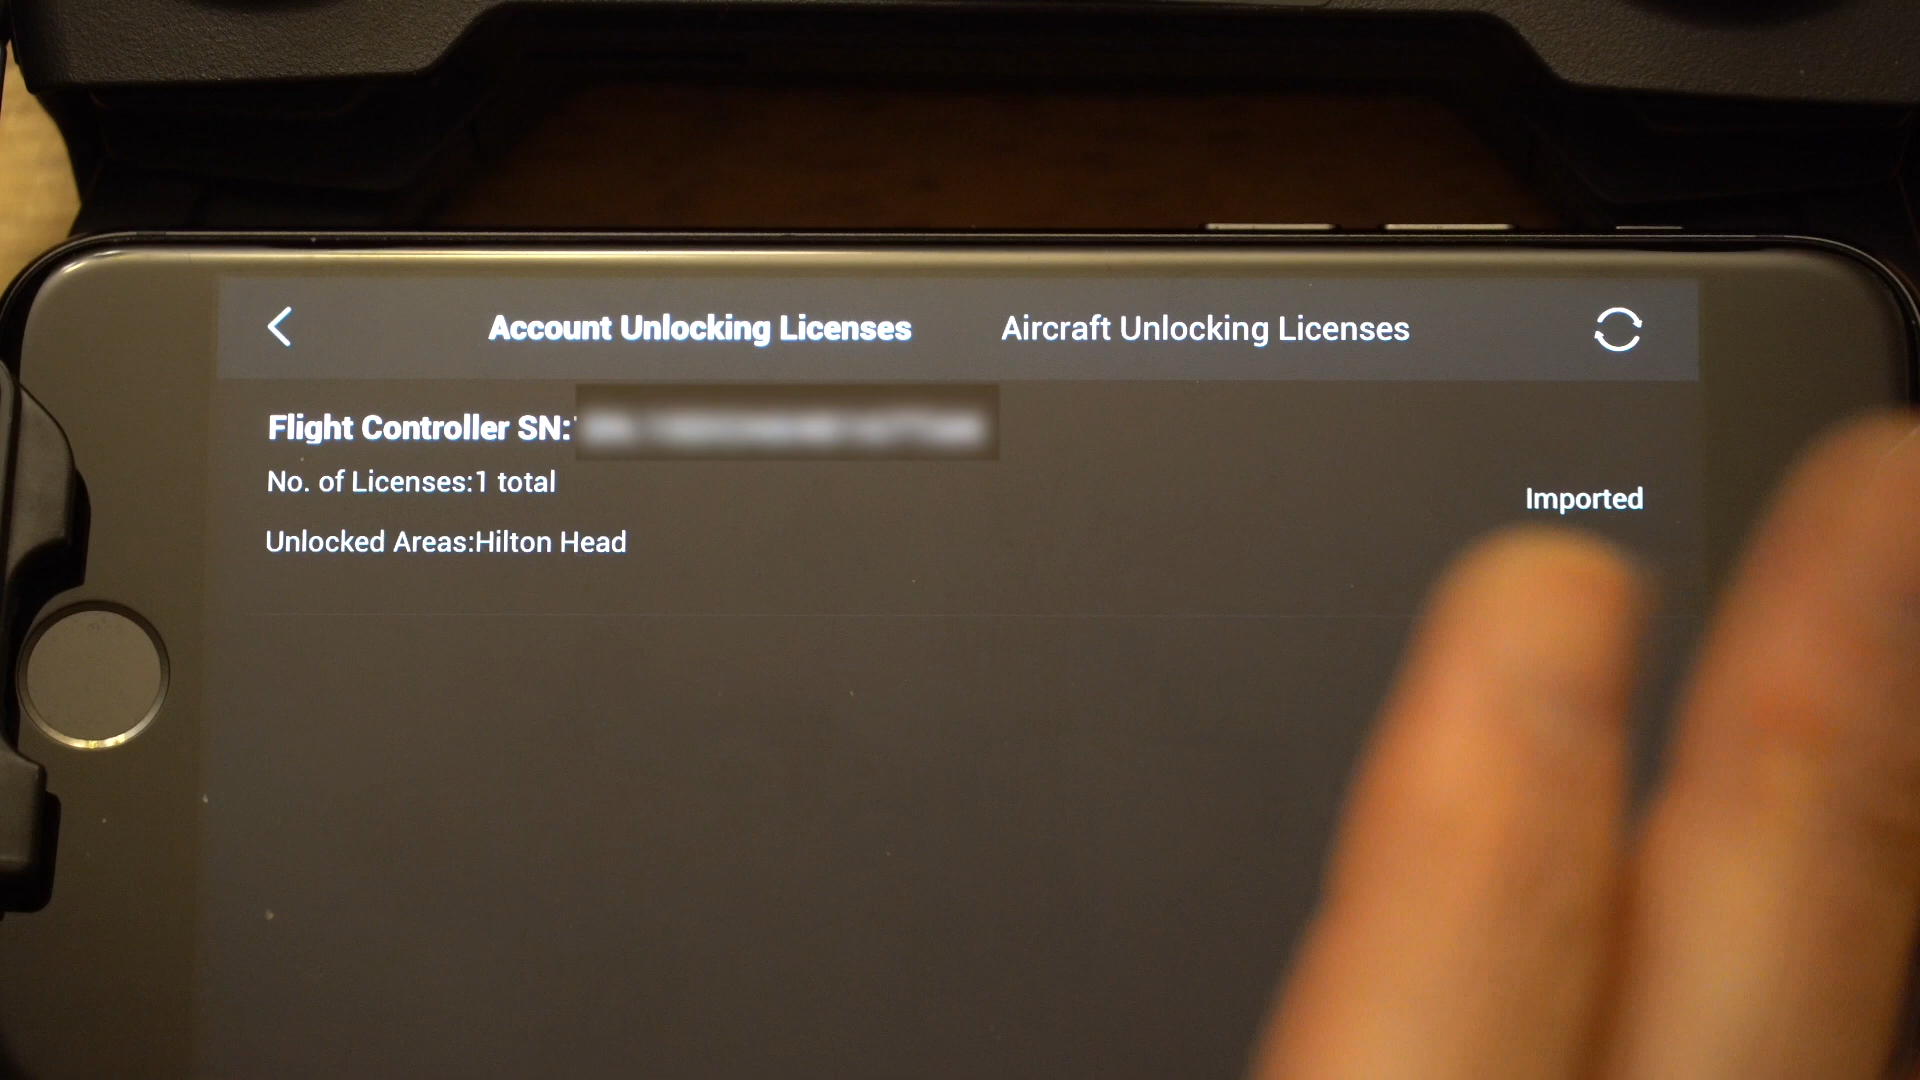 Account Unlocking Licenses
Aircraft Unlocking Licenses
Flight Controller SN:
No. of Licenses:1 total
Imported
Unlocked Areas:Hilton Head